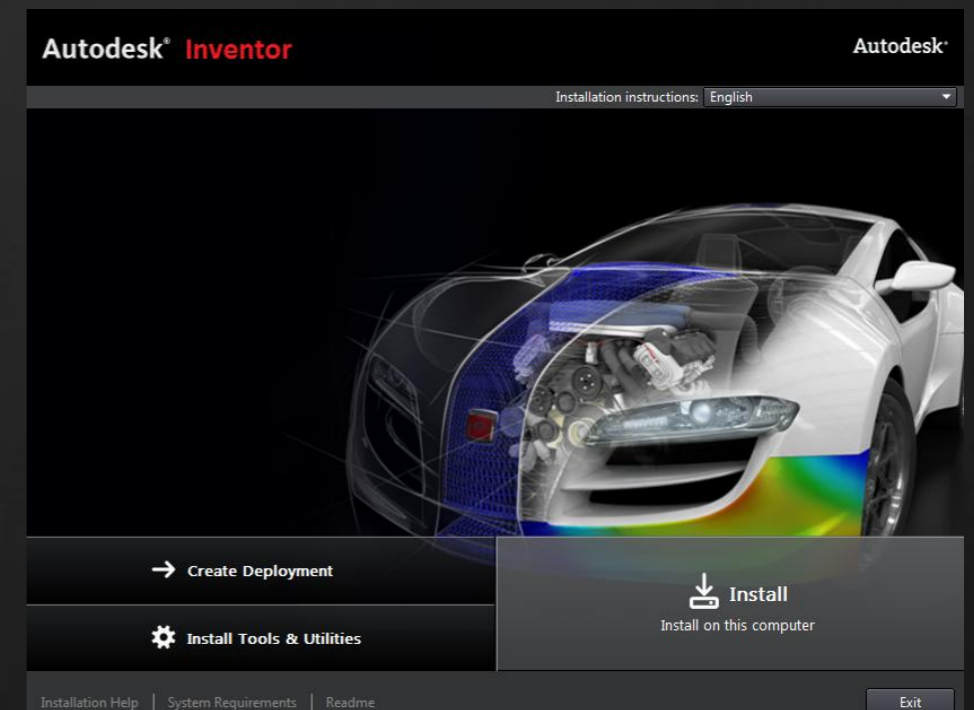 Autodesk® Inventor
Autodesk®
Installation instructions: English
Create Deployment
Install Tools & Utilities
Install
Install on this computer
Installation Help | System Requirements | Readme
Exit